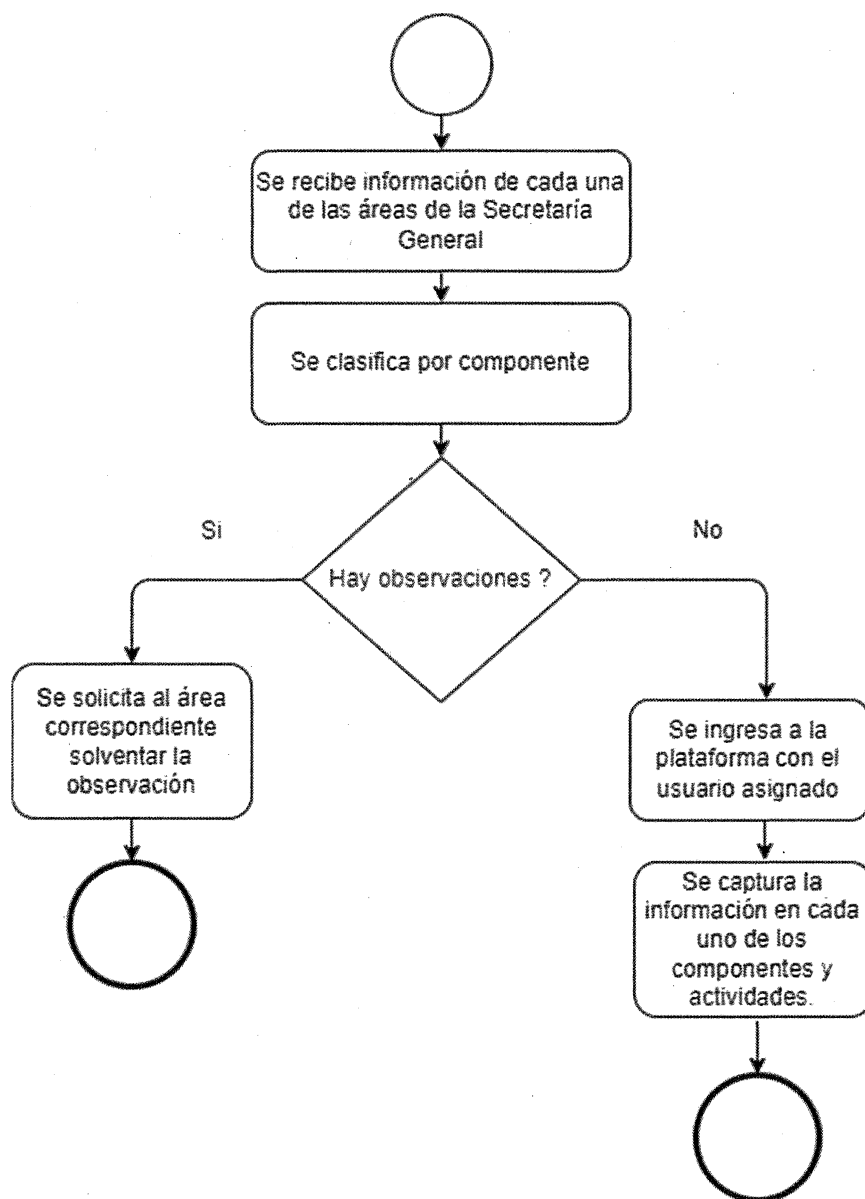 Se recibe información de cada una
de las áreas de la Secretaría
General
Se clasifica por componente
Si
No
Hay observaciones ?
Se solicita al área
correspondiente
solventar la
observación
Se ingresa a la
plataforma con el
usuario asignado
Se captura la
información en cada
uno de los
componentes y
actividades.